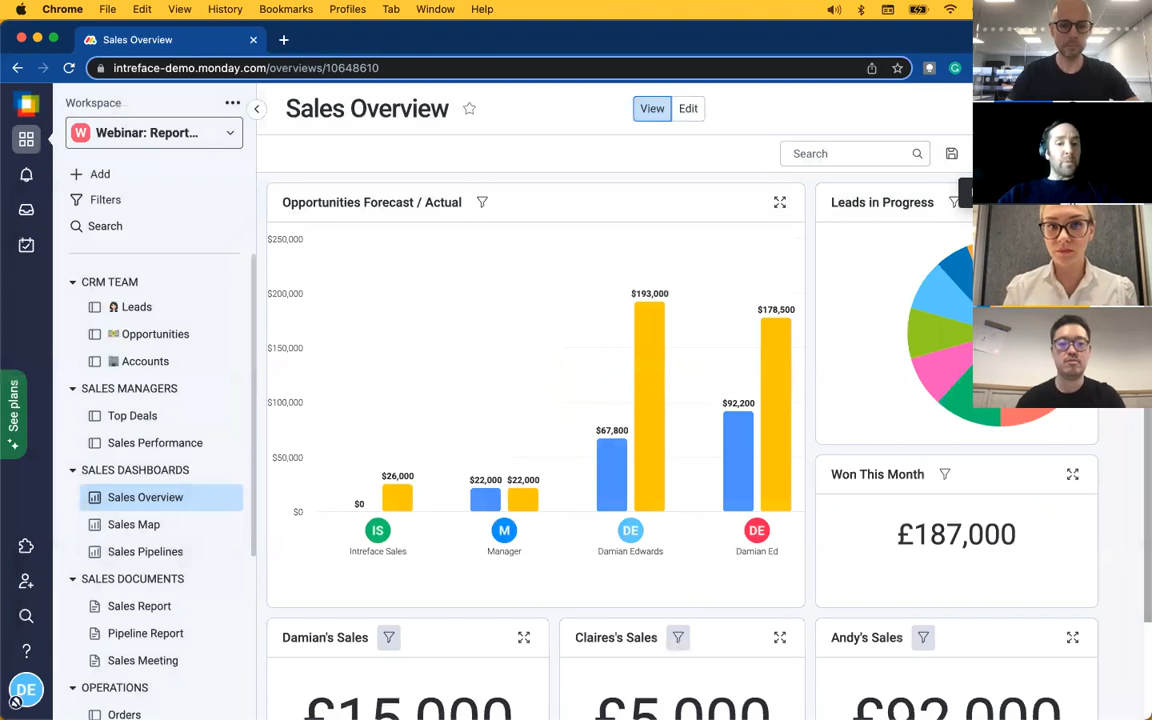 Chrome File Edit View History Bookmarks Profiles Tab Window Help
Sales Overview
intreface-demo.monday.com/overviews/10648610
Workspace
W Webinar: Report...
Add
Filters
Search
CRM TEAM
Leads
Opportunities
Accounts
SALES MANAGERS
Top Deals
Sales Performance
SALES DASHBOARDS
Sales Overview
Sales Map
Sales Pipelines
SALES DOCUMENTS
Sales Report
Pipeline Report
Sales Meeting
OPERATIONS
Orders
See plans
DE
Sales Overview
View Edit
Search
Opportunities Forecast / Actual
$250,000
$200,000
$150,000
$100,000
$50,000
$0
$0
$26,000
$22,000
$22,000
$67,800
$193,000
$92,200
$178,500
IS M DE DE
Intreface Sales Manager Damian Edwards Damian Ed
Leads in Progress
Won This Month
£187,000
Damian's Sales
£15,000
Claires's Sales
£5,000
Andy's Sales
£92,000